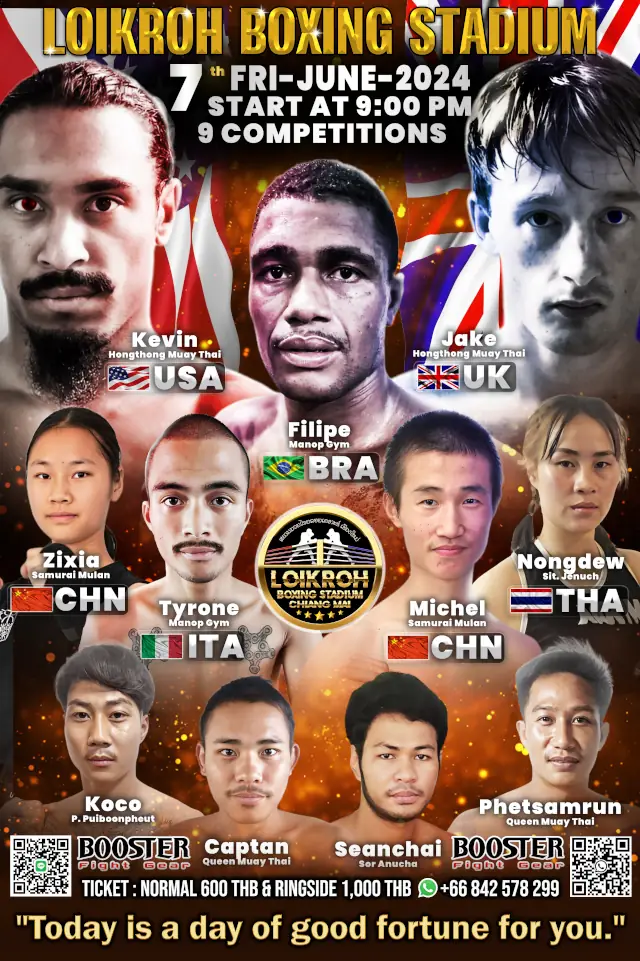 LOIKROH BOXING STADIUM
7th FRI-JUNE-2024
START AT 9:00 PM
9 COMPETITIONS
Kevin
Hongthong Muay Thai
USA
Jake
Hongthong Muay Thai
UK
Filipe
Manop Gym
BRA
Zixia
Samurai Mulan
CHN
Tyrone
Manop Gym
ITA
LOIKROH
BOXING STADIUM
CHIANG MAI
Michel
Samurai Mulan
CHN
Nongdew
Sit. Jenuch
THA
Koco
P. Puiboonpheut
Captan
Queen Muay Thai
Seanchai
Sor Anucha
Phetsamrun
Queen Muay Thai
BOOSTER
Fight Gear
BOOSTER
Fight Gear
TICKET : NORMAL 600 THB & RINGSIDE 1,000 THB +66 842 578 299
"Today is a day of good fortune for you."